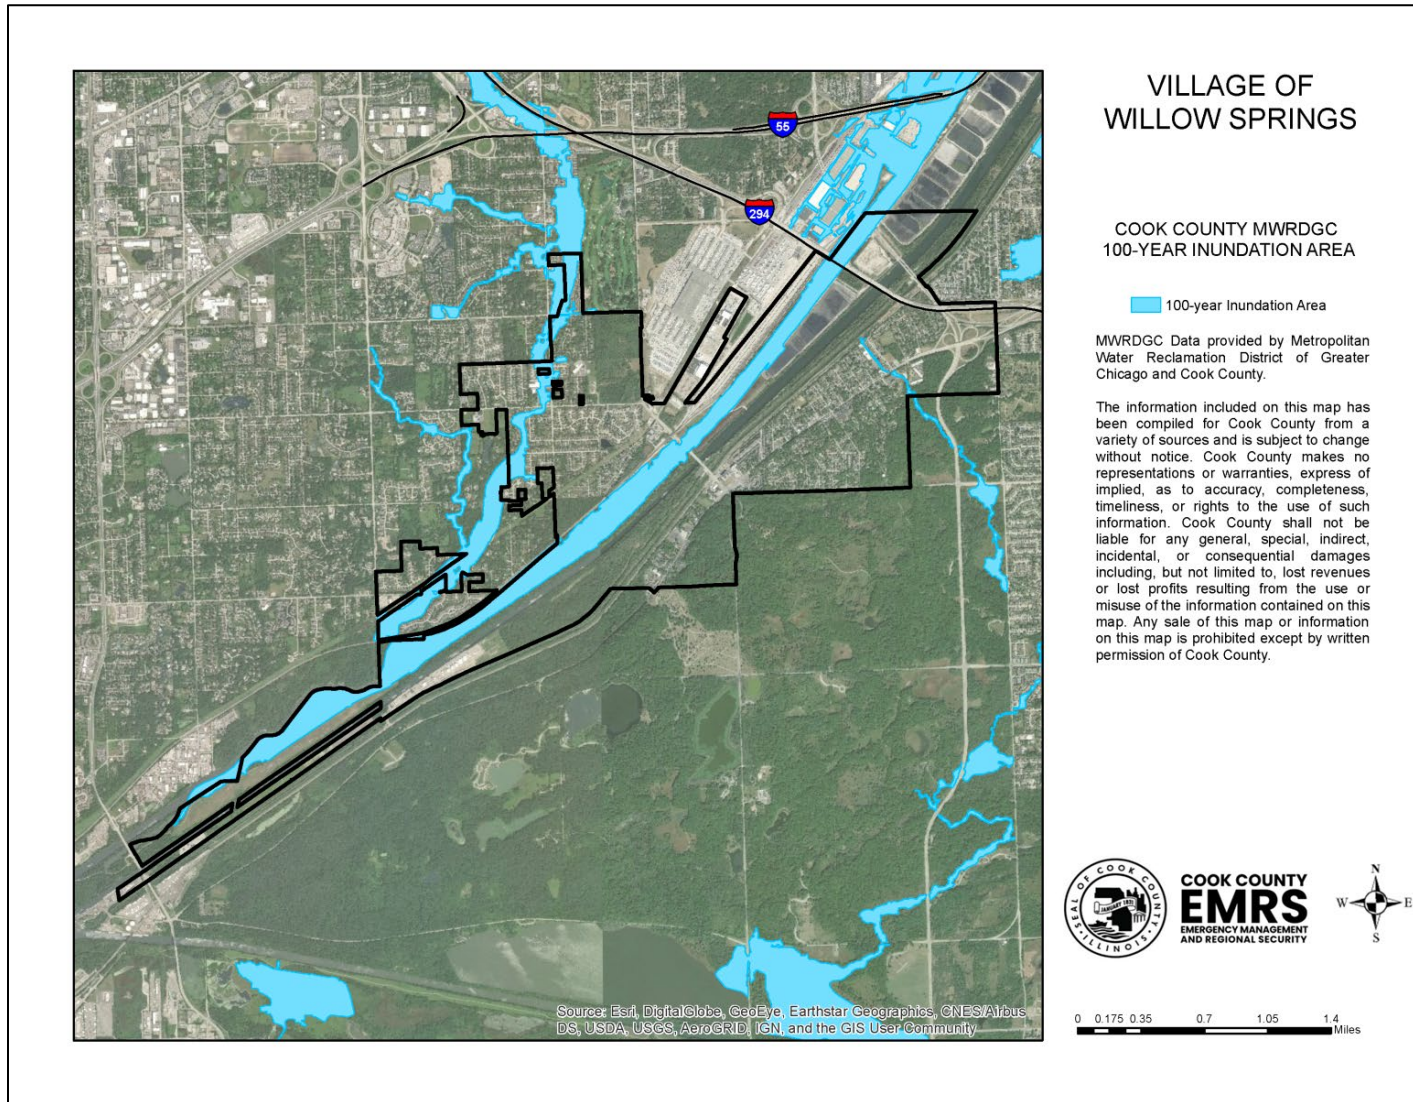 VILLAGE OF
WILLOW SPRINGS
COOK COUNTY MWRDGC
100-YEAR INUNDATION AREA
100-year Inundation Area
MWRDGC Data provided by Metropolitan
Water Reclamation District of Greater
Chicago and Cook County.
The information included on this map has
been compiled for Cook County from a
variety of sources and is subject to change
without notice. Cook County makes no
representations or warranties, express of
implied, as to accuracy, completeness,
timeliness, or rights to the use of such
information. Cook County shall not be
liable for any general, special, indirect,
incidental, or consequential damages
including, but not limited to, lost revenues
or lost profits resulting from the use or
misuse of the information contained on this
map. Any sale of this map or information
on this map is prohibited except by written
permission of Cook County.
55
294
SEAL OF COOK COUNTY
ILLINOIS
JANUARY 1831
COOK COUNTY
EMRS
EMERGENCY MANAGEMENT
AND REGIONAL SECURITY
N
W E
S
Source: Esri, DigitalGlobe, GeoEye, Earthstar Geographics, CNES/Airbus
DS, USDA, USGS, AeroGRID, IGN, and the GIS User Community
0 0.175 0.35 0.7 1.05 1.4
Miles